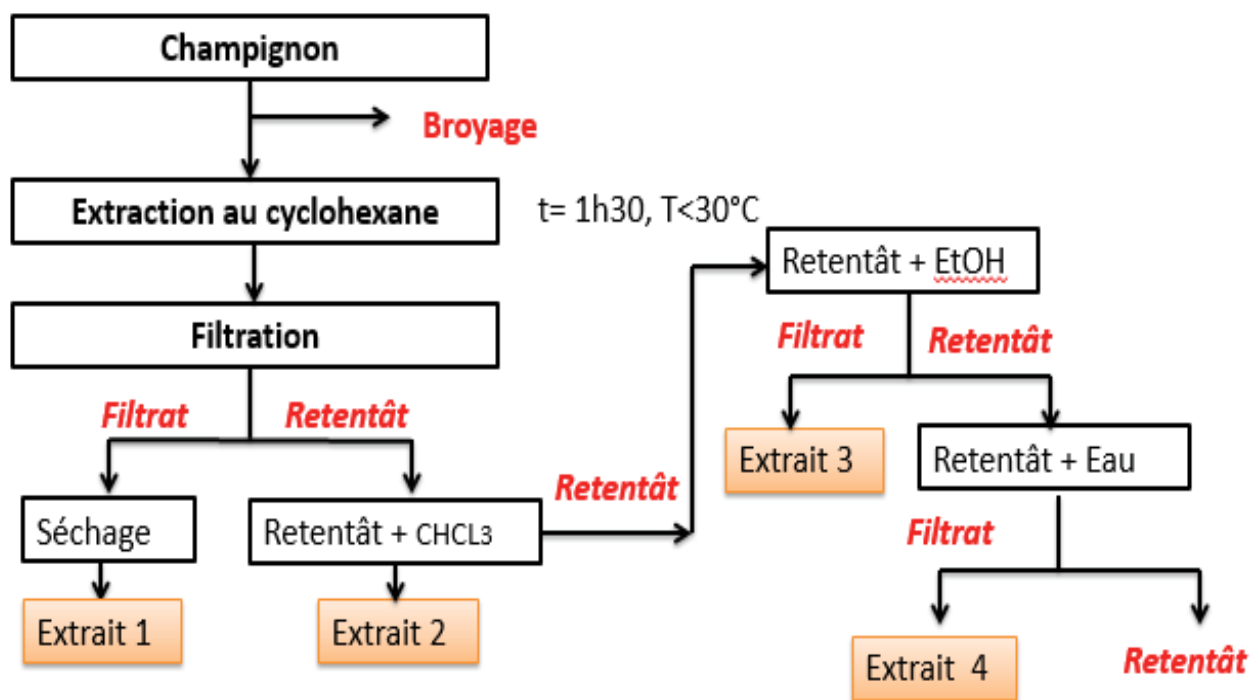 Champignon
Broyage
Extraction au cyclohexane
t= 1h30, T<30°C
Filtration
Filtrat
Retentât
Séchage
Retentât + CHCL3
Extrait 1
Extrait 2
Retentât
Retentât + EtOH
Filtrat
Retentât
Extrait 3
Retentât + Eau
Filtrat
Extrait 4
Retentât